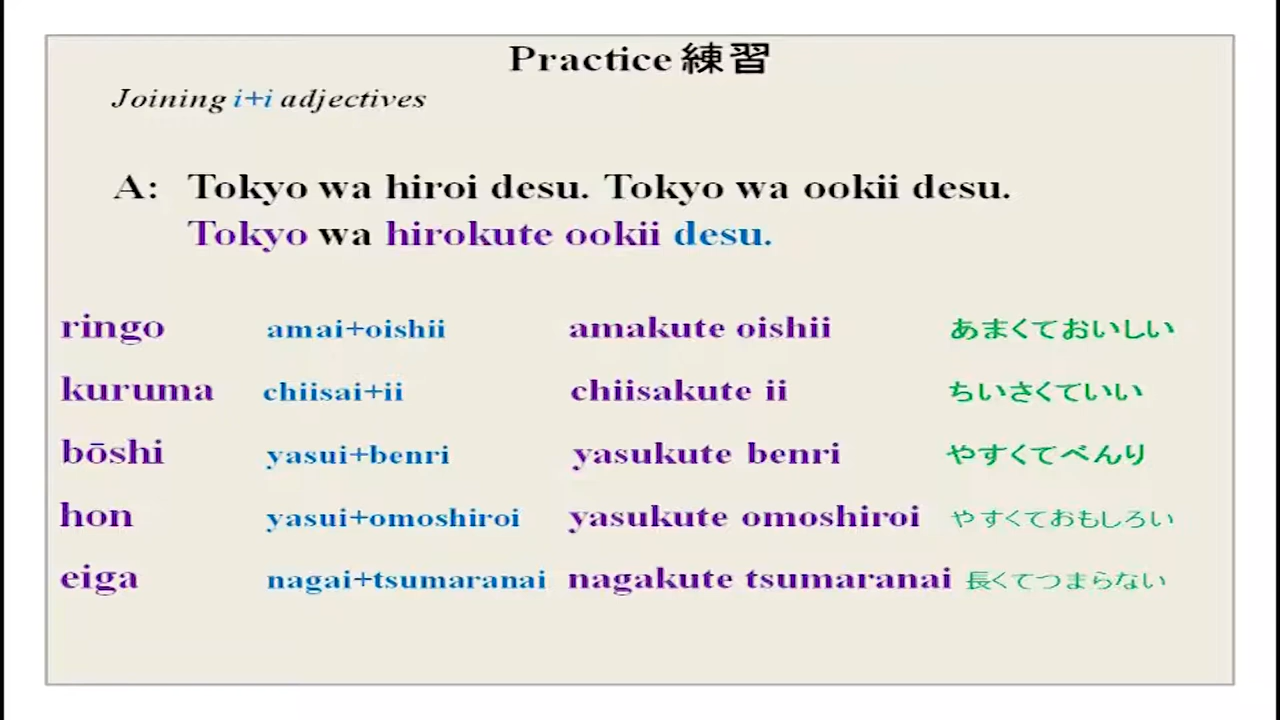 Practice 練習
Joining i+i adjectives
A: Tokyo wa hiroi desu. Tokyo wa ookii desu.
Tokyo wa hirokute ookii desu.
ringo amai+oishii amakute oishii あまくておいしい
kuruma chiisai+ii chiisakute ii ちいさくていい
bōshi yasui+benri yasukute benri やすくてべんり
hon yasui+omoshiroi yasukute omoshiroi やすくておもしろい
eiga nagai+tsumaranai nagakute tsumaranai 長くてつまらない